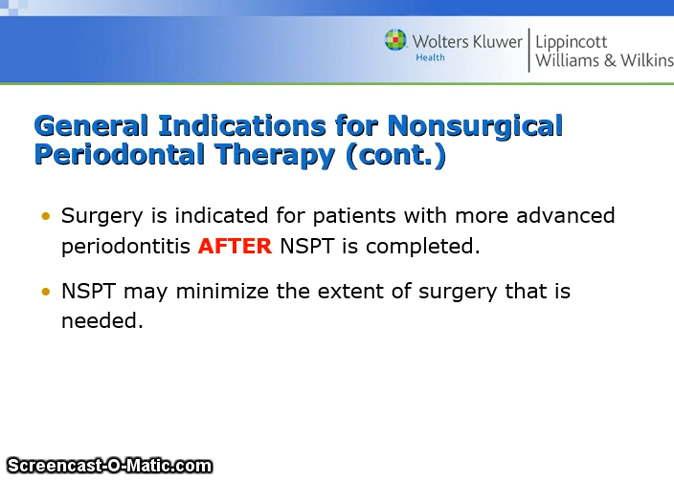 Wolters Kluwer
Health
Lippincott
Williams & Wilkins
General Indications for Nonsurgical
Periodontal Therapy (cont.)
• Surgery is indicated for patients with more advanced
periodontitis AFTER NSPT is completed.
• NSPT may minimize the extent of surgery that is
needed.
Screencast-O-Matic.com